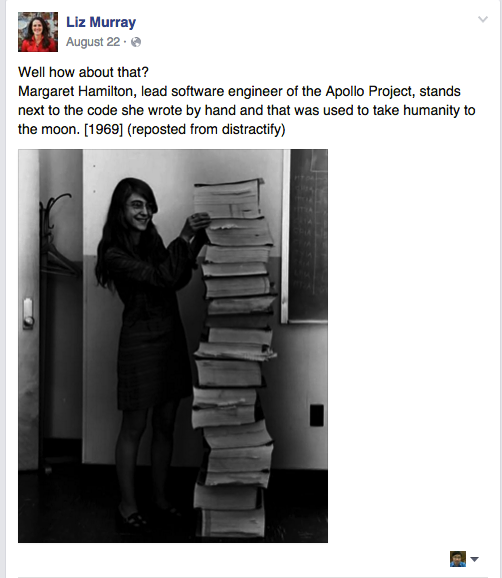 Liz Murray
August 22 ·
Well how about that?
Margaret Hamilton, lead software engineer of the Apollo Project, stands
next to the code she wrote by hand and that was used to take humanity to
the moon. [1969] (reposted from distractify)